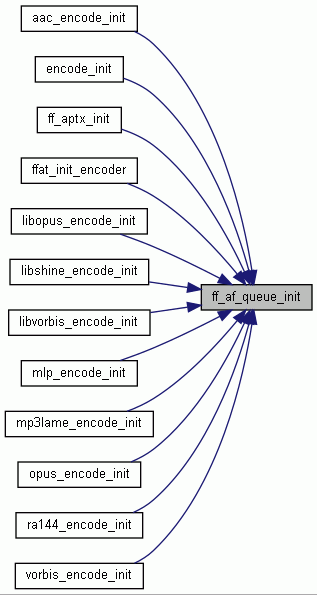 aac_encode_init
encode_init
ff_aptx_init
ffat_init_encoder
libopus_encode_init
libshine_encode_init
ff_af_queue_init
libvorbis_encode_init
mlp_encode_init
mp3lame_encode_init
opus_encode_init
ra144_encode_init
vorbis_encode_init